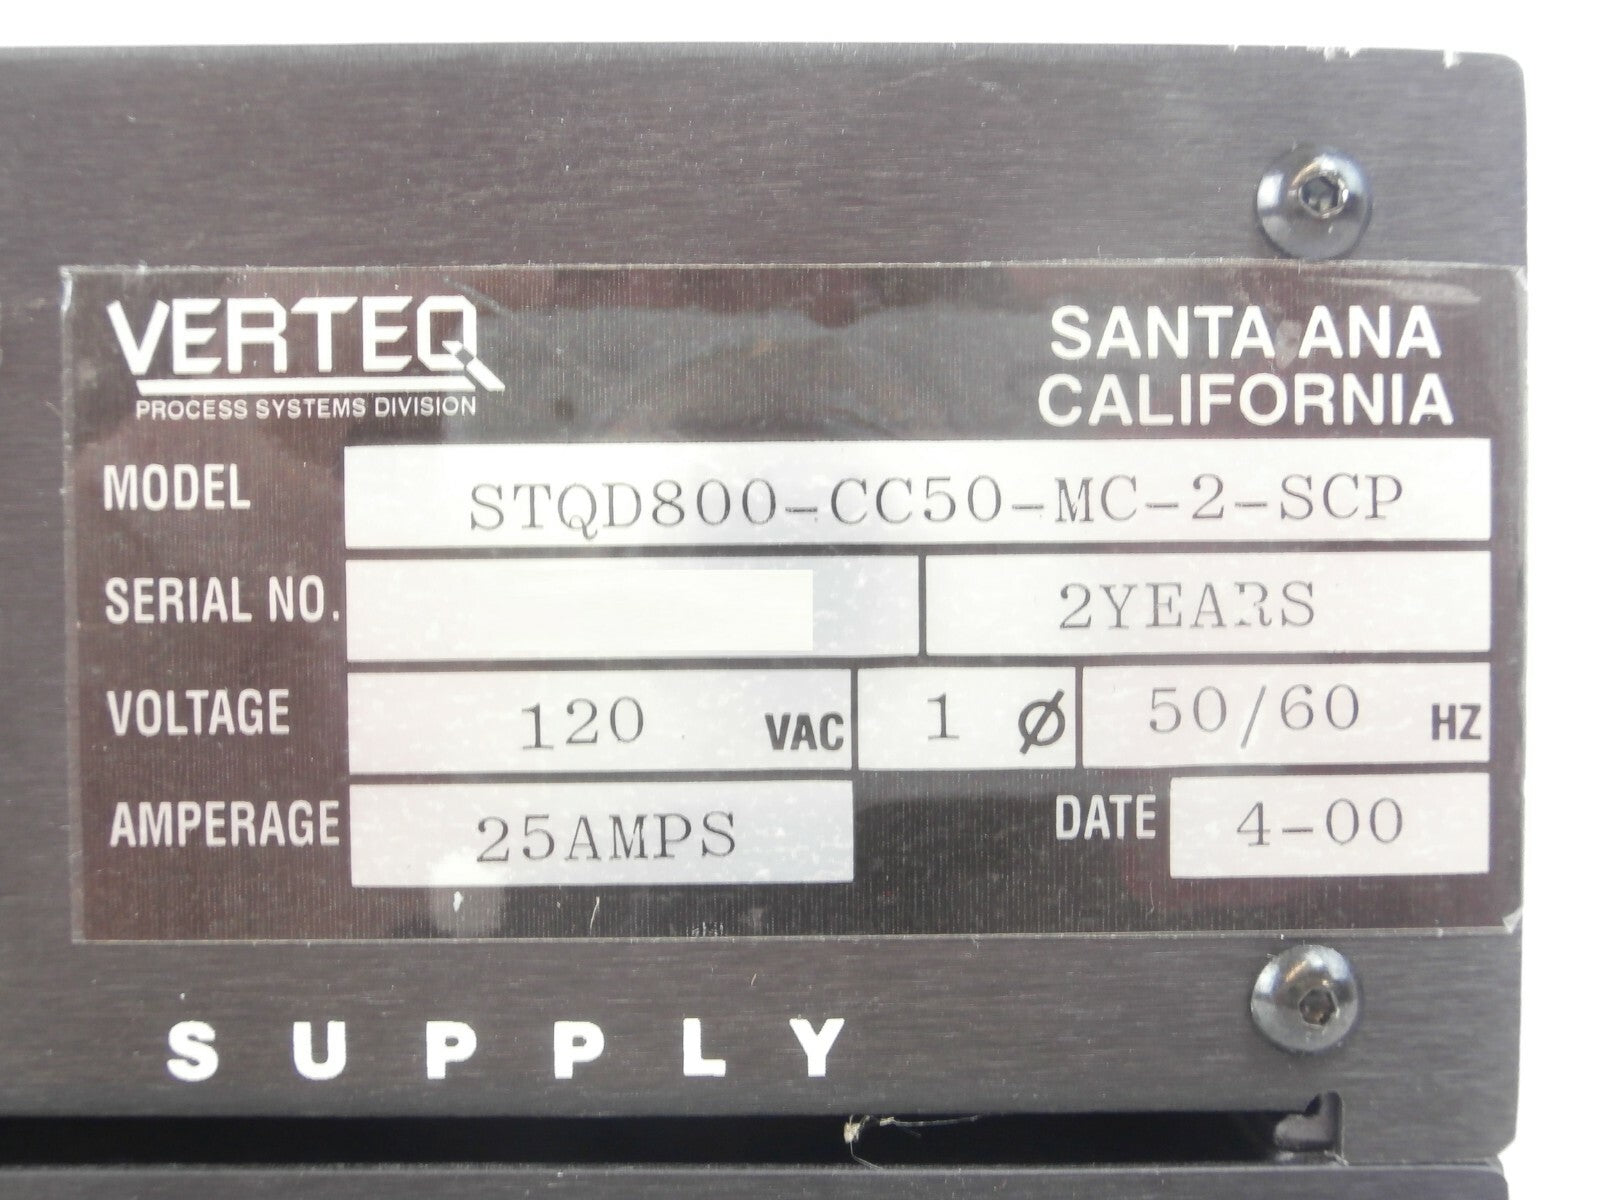 VERTEQ
PROCESS SYSTEMS DIVISION
SANTA ANA
CALIFORNIA
MODEL STQD800-CC50-MC-2-SCP
SERIAL NO. 2YEARS
VOLTAGE 120 VAC 1 Ø 50/60 HZ
AMPERAGE 25AMPS DATE 4-00
SUPPLY